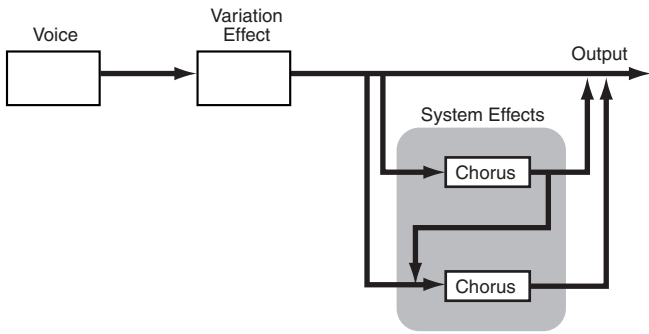 Voice
Variation
Effect
Output
System Effects
Chorus
Chorus